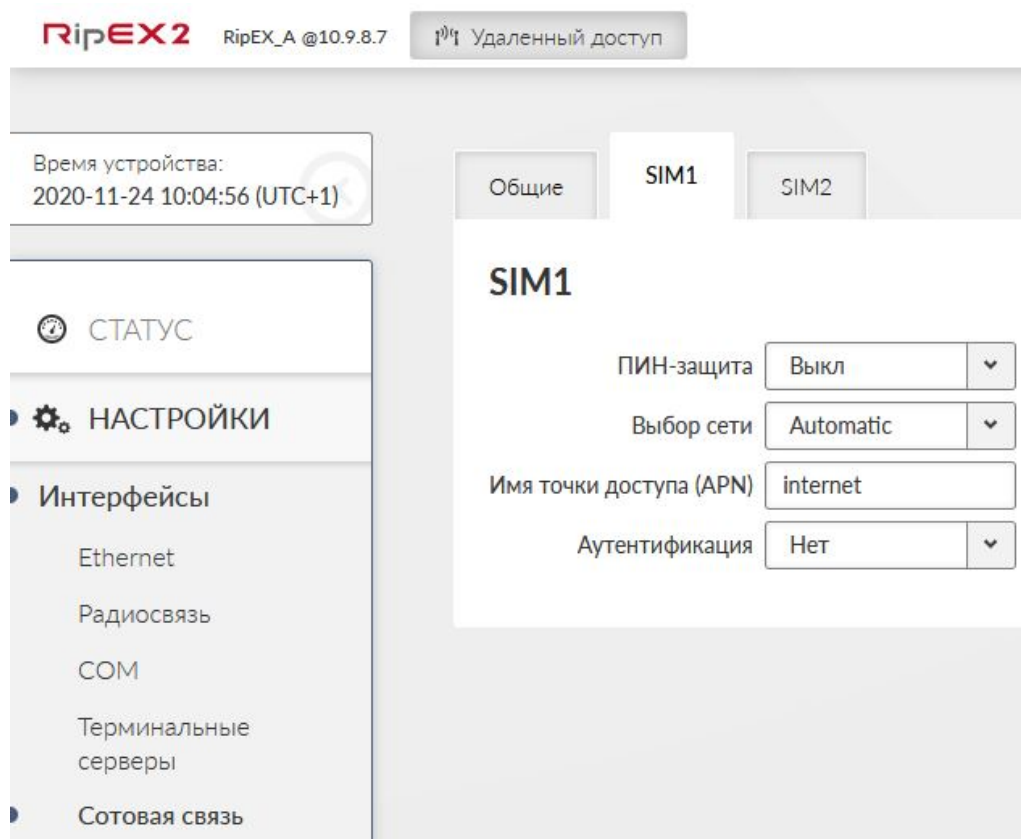 RipEX2 RipEX_A @10.9.8.7 Удаленный доступ
Время устройства:
2020-11-24 10:04:56 (UTC+1)
Общие SIM1 SIM2
SIM1
СТАТУС
ПИН-защита Выкл
НАСТРОЙКИ
Выбор сети Automatic
Интерфейсы
Имя точки доступа (APN) internet
Аутентификация Нет
Ethernet
Радиосвязь
COM
Терминальные
серверы
Сотовая связь